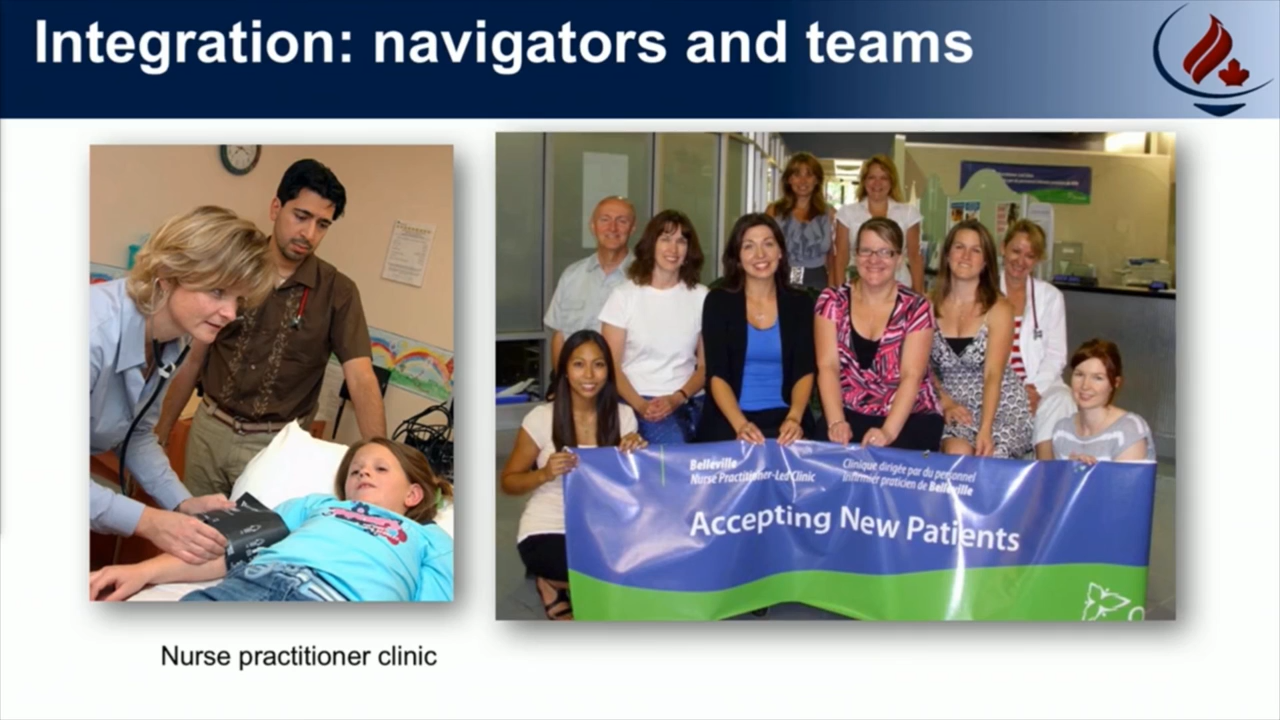 Integration: navigators and teams
Belleville
Nurse Practitioner-Led Clinic
Clinique dirigée par du personnel
infirmier praticien de Belleville
Accepting New Patients
Nurse practitioner clinic